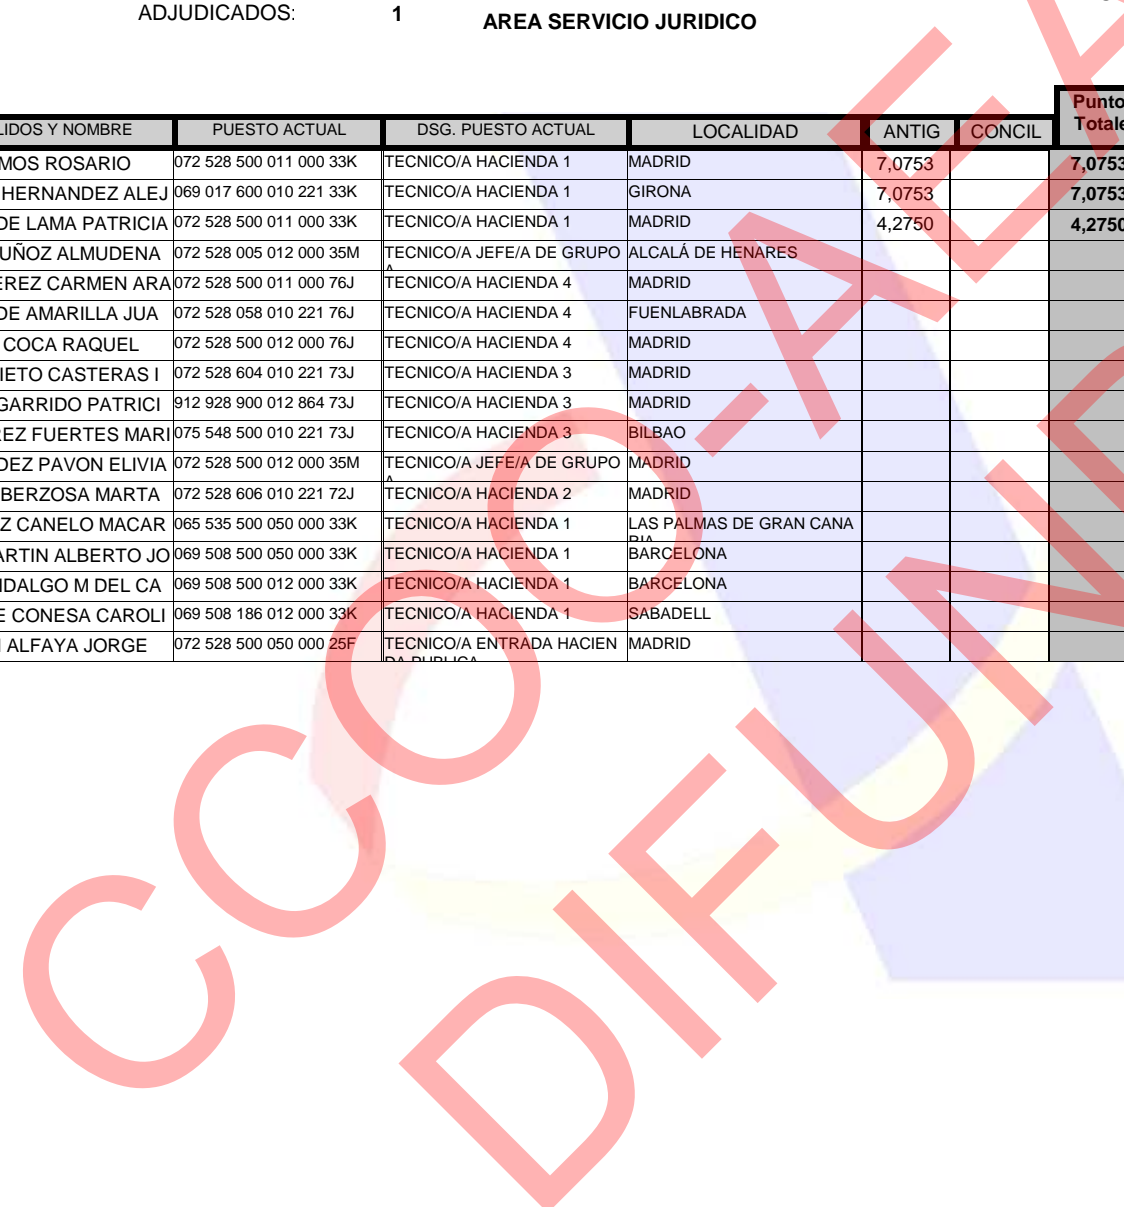 ADJUDICADOS: 1 AREA SERVICIO JURIDICO
Punto
LIDOS Y NOMBRE PUESTO ACTUAL DSG. PUESTO ACTUAL LOCALIDAD ANTIG CONCIL Totale
MOS ROSARIO 072 528 500 011 000 33K TECNICO/A HACIENDA 1 MADRID 7,0753 7,0753
HERNANDEZ ALEJ 069 017 600 010 221 33K TECNICO/A HACIENDA 1 GIRONA 7,0753 7,0753
DE LAMA PATRICIA 072 528 500 011 000 33K TECNICO/A HACIENDA 1 MADRID 4,2750 4,2750
UÑOZ ALMUDENA 072 528 005 012 000 35M TECNICO/A JEFE/A DE GRUPO ALCALÁ DE HENARES
EREZ CARMEN ARA 072 528 500 011 000 76J TECNICO/A HACIENDA 4 MADRID
DE AMARILLA JUA 072 528 058 010 221 76J TECNICO/A HACIENDA 4 FUENLABRADA
COCA RAQUEL 072 528 500 012 000 76J TECNICO/A HACIENDA 4 MADRID
IETO CASTERAS I 072 528 604 010 221 73J TECNICO/A HACIENDA 3 MADRID
GARRIDO PATRICI 912 928 900 012 864 73J TECNICO/A HACIENDA 3 MADRID
EZ FUERTES MARI 075 548 500 010 221 73J TECNICO/A HACIENDA 3 BILBAO
DEZ PAVON ELIVIA 072 528 500 012 000 35M TECNICO/A JEFE/A DE GRUPO MADRID
BERZOSA MARTA 072 528 606 010 221 72J TECNICO/A HACIENDA 2 MADRID
Z CANELO MACAR 065 535 500 050 000 33K TECNICO/A HACIENDA 1 LAS PALMAS DE GRAN CANA
RIA
ARTIN ALBERTO JO 069 508 500 050 000 33K TECNICO/A HACIENDA 1 BARCELONA
IDALGO M DEL CA 069 508 500 012 000 33K TECNICO/A HACIENDA 1 BARCELONA
E CONESA CAROLI 069 508 186 012 000 33K TECNICO/A HACIENDA 1 SABADELL
ALFAYA JORGE 072 528 500 050 000 25F TECNICO/A ENTRADA HACIEN MADRID
DA PUBLICA
CCOO-AEA
DIFUN